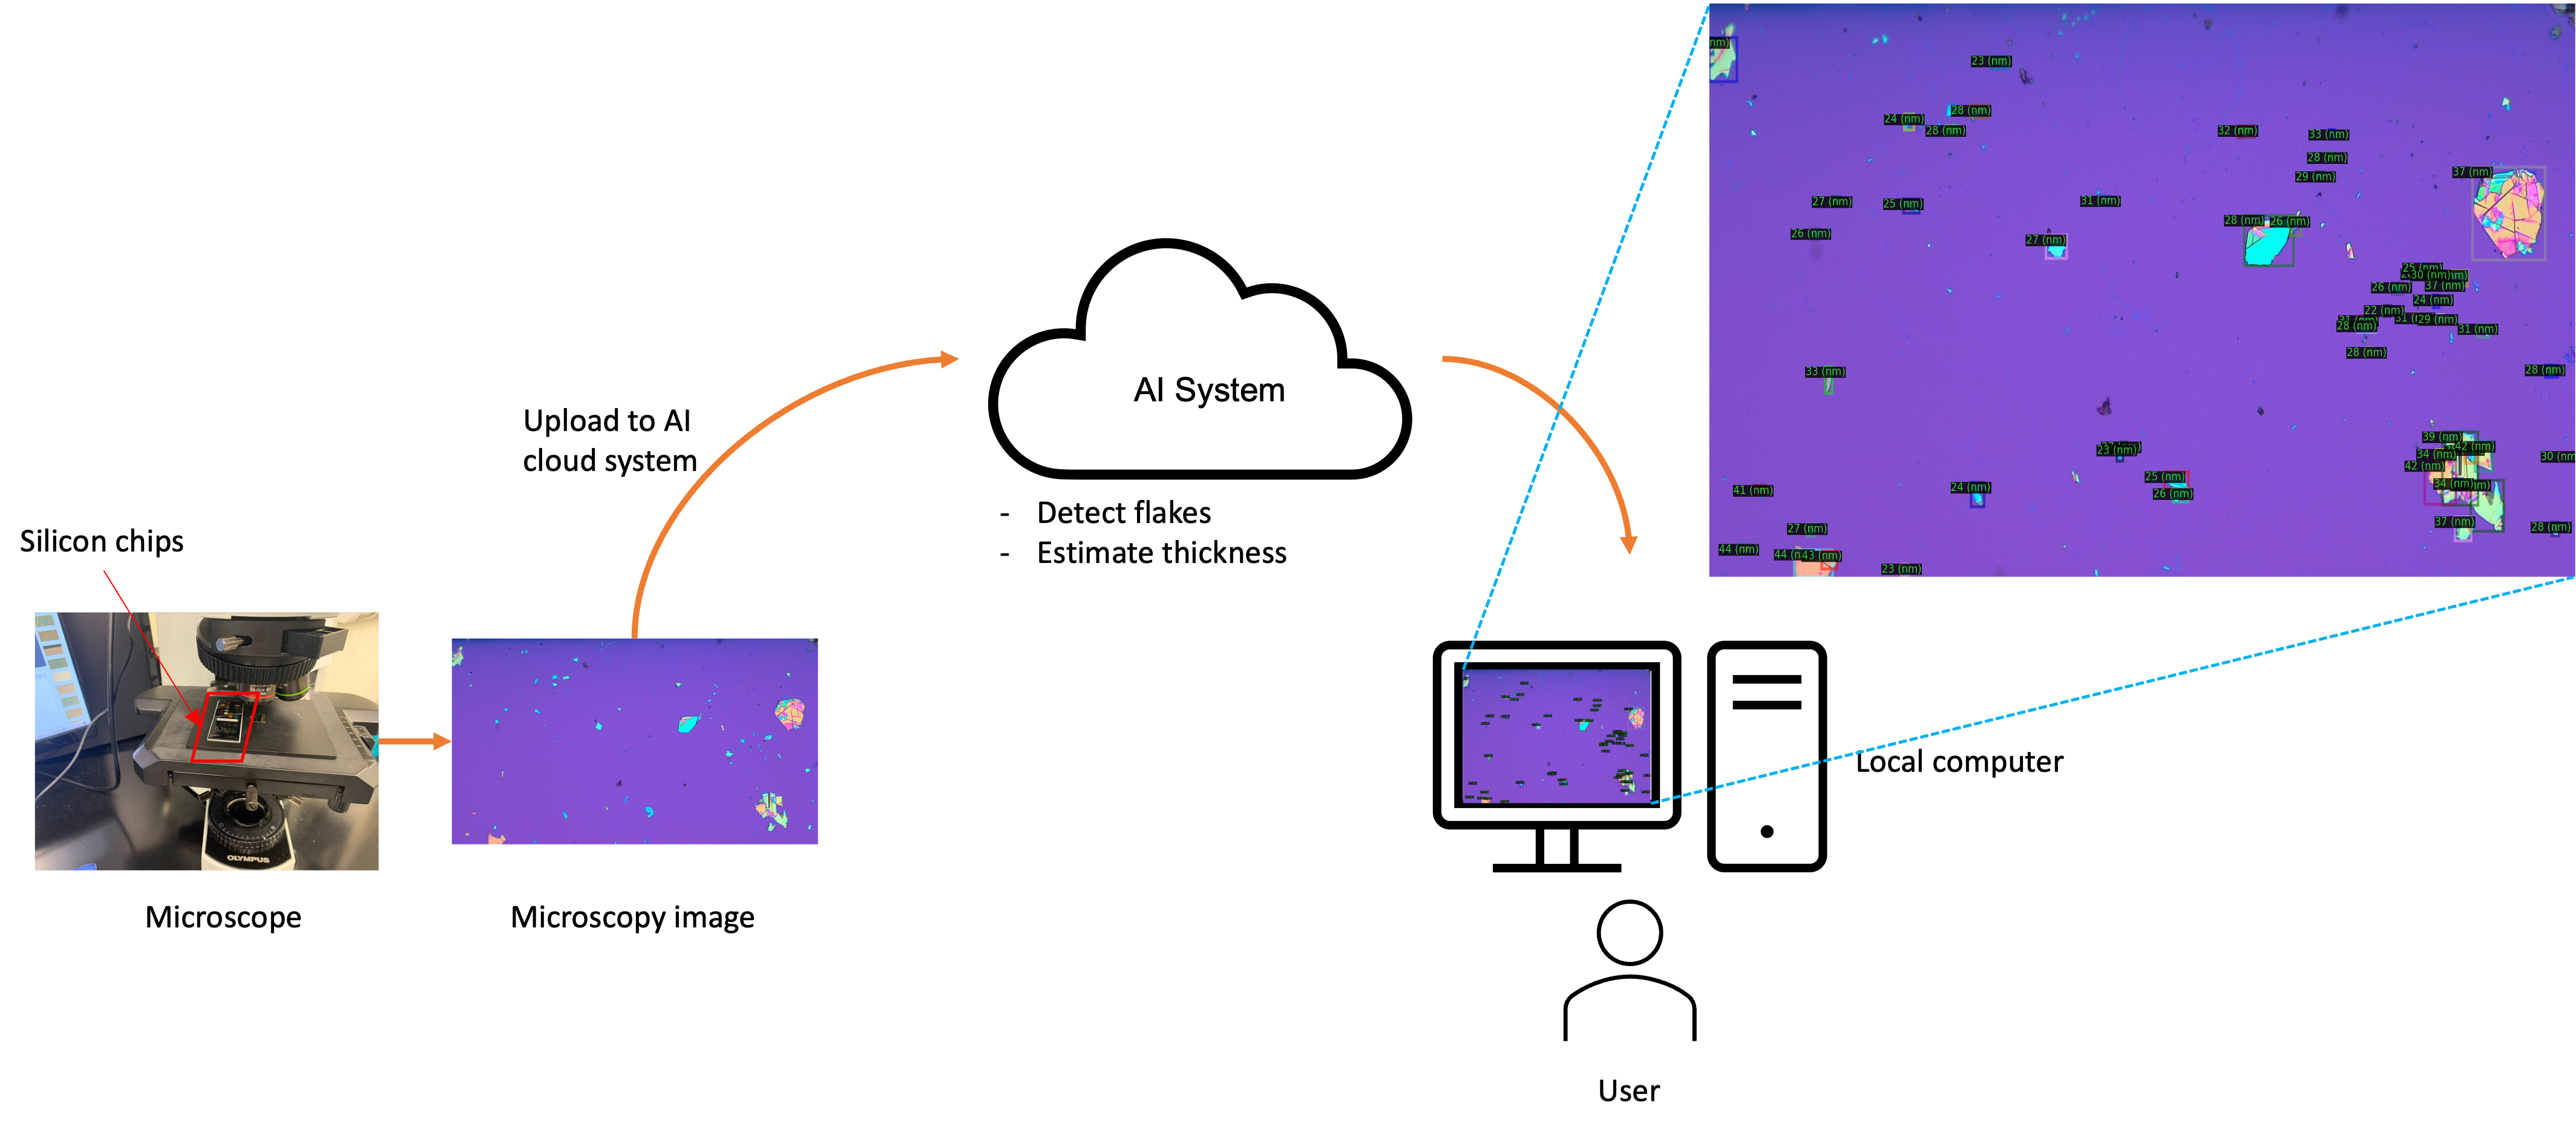 nm)
23 (nm)
28 (nm)
24 (nm)
28 (nm)
32 (nm)
33 (nm)
28 (nm)
29 (nm)
37 (nm)
27 (nm)
25 (nm)
31 (nm)
28 (nm)
26 (nm)
26 (nm)
27 (nm)
25 (nm)
30 (nm)
26 (nm)
37 (nm)
24 (nm)
22 (nm)
29 (nm)
28 (nm)
31 (nm)
28 (nm)
33 (nm)
28 (nm)
39 (nm)
42 (nm)
34 (nm)
42 (nm)
30 (nm
23 (nm)
25 (nm)
26 (nm)
24 (nm)
41 (nm)
34 (nm)
37 (nm)
28 (nm)
27 (nm)
44 (nm)
44 (n
43 (nm)
23 (nm)
AI System
Upload to AI
cloud system
- Detect flakes
- Estimate thickness
Silicon chips
OLYMPUS
Microscope
Microscopy image
Local computer
User